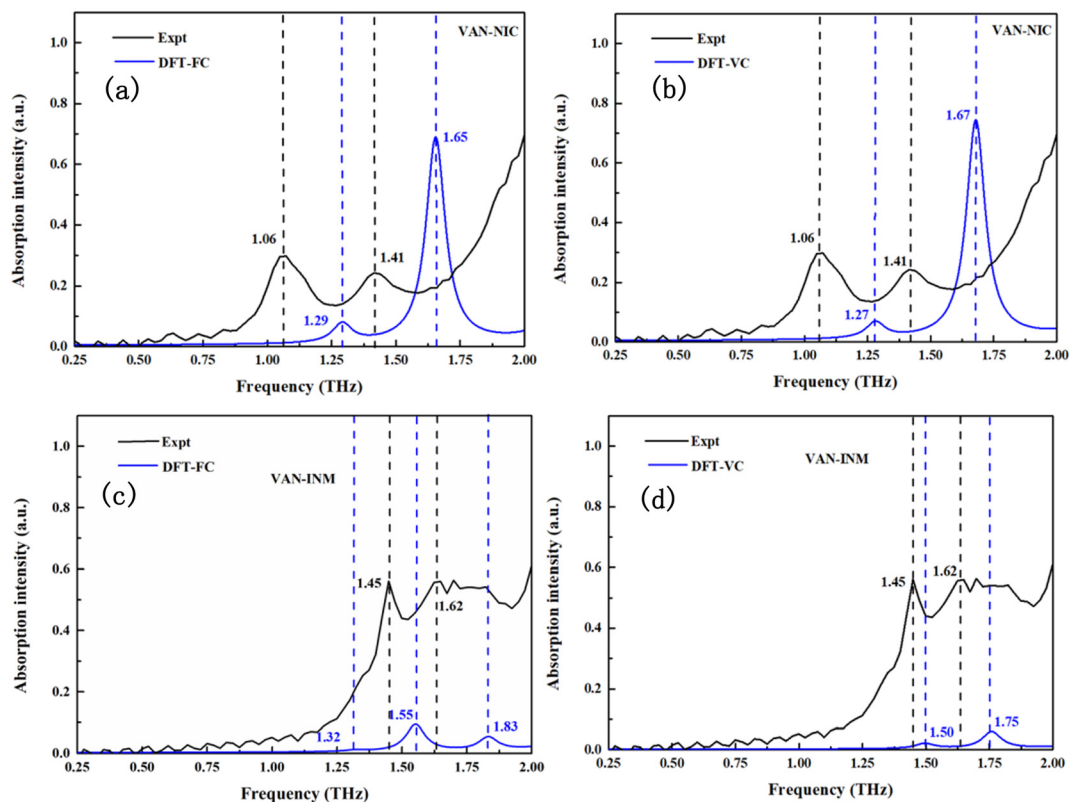 VAN-NIC
Expt
DFT-FC
(a)
1.65
1.06
1.41
1.29
1.0
0.8
0.6
0.4
0.2
0.0
0.25 0.50 0.75 1.00 1.25 1.50 1.75 2.00
Absorption intensity (a.u.)
Frequency (THz)
VAN-NIC
Expt
DFT-VC
(b)
1.67
1.06
1.41
1.27
1.0
0.8
0.6
0.4
0.2
0.0
0.25 0.50 0.75 1.00 1.25 1.50 1.75 2.00
Absorption intensity (a.u.)
Frequency (THz)
Expt
DFT-FC
VAN-INM
(c)
1.45
1.62
1.55
1.83
1.32
1.0
0.8
0.6
0.4
0.2
0.0
0.25 0.50 0.75 1.00 1.25 1.50 1.75 2.00
Absorption intensity (a.u.)
Frequency (THz)
Expt
DFT-VC
VAN-INM
(d)
1.45
1.62
1.50
1.75
1.0
0.8
0.6
0.4
0.2
0.0
0.25 0.50 0.75 1.00 1.25 1.50 1.75 2.00
Absorption intensity (a.u.)
Frequency (THz)